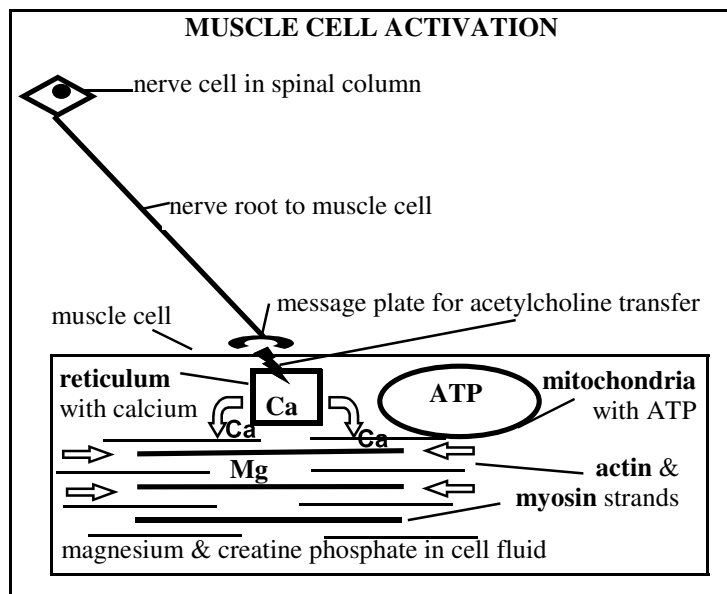 MUSCLE CELL ACTIVATION
nerve cell in spinal column
nerve root to muscle cell
message plate for acetylcholine transfer
muscle cell
reticulum
with calcium
Ca
ATP
mitochondria
with ATP
Ca
Ca
Mg
actin &
myosin strands
magnesium & creatine phosphate in cell fluid